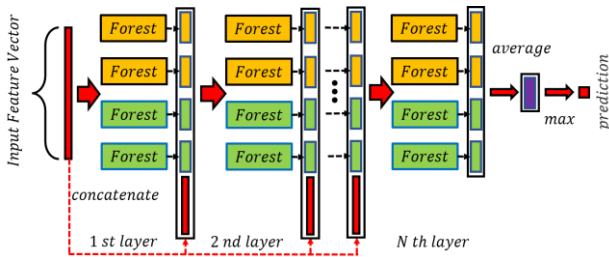 Input Feature Vector
Forest
Forest
Forest
Forest
Forest
Forest
Forest
Forest
Forest
Forest
Forest
Forest
average
max
prediction
concatenate
1 st layer
2 nd layer
N th layer